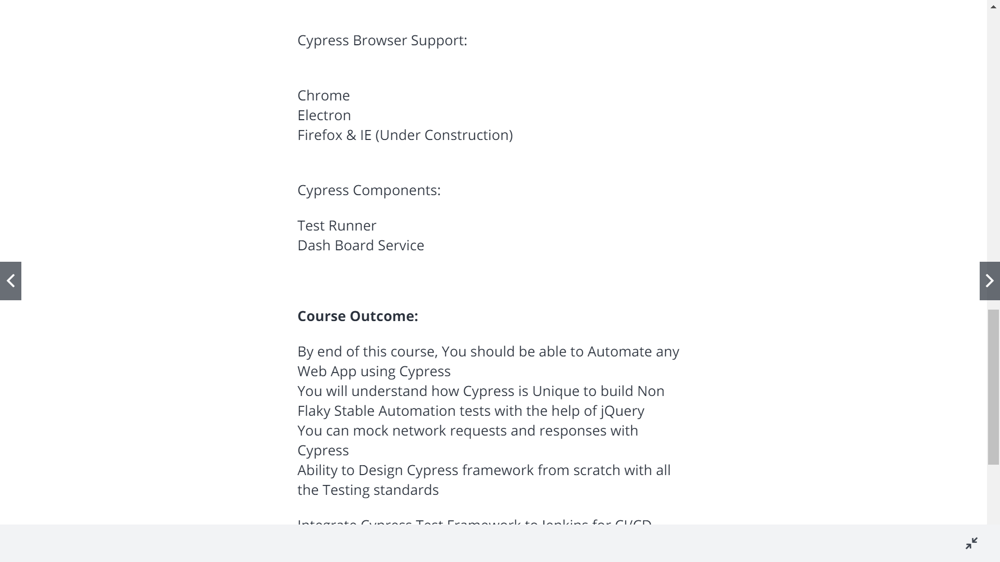 Cypress Browser Support:
Chrome
Electron
Firefox & IE (Under Construction)
Cypress Components:
Test Runner
Dash Board Service
Course Outcome:
By end of this course, You should be able to Automate any
Web App using Cypress
You will understand how Cypress is Unique to build Non
Flaky Stable Automation tests with the help of jQuery
You can mock network requests and responses with
Cypress
Ability to Design Cypress framework from scratch with all
the Testing standards
Integrate Cypress Test Framework to Jenkins for CI/CD